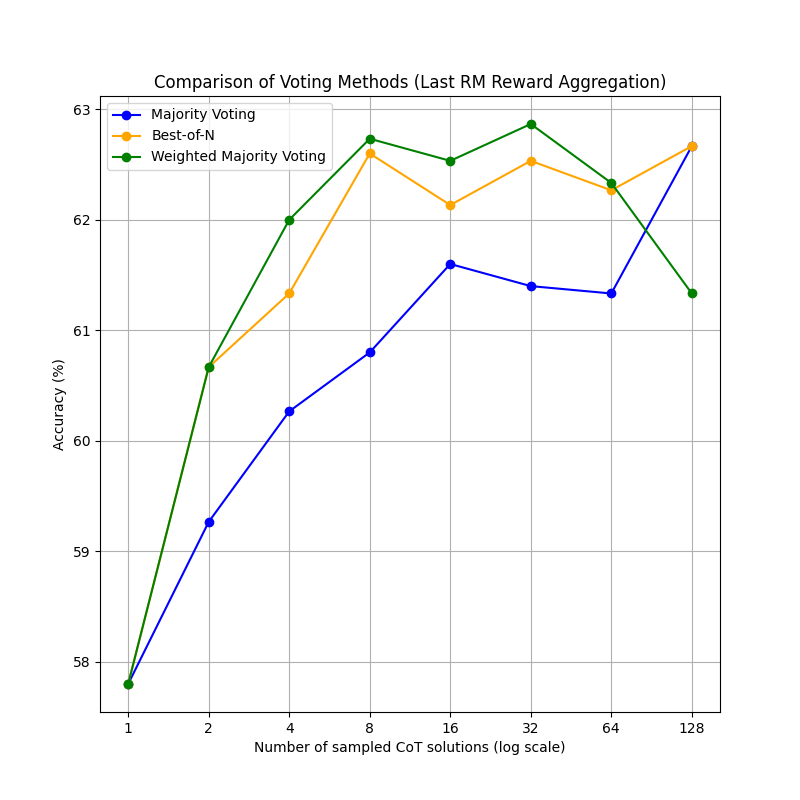 Comparison of Voting Methods (Last RM Reward Aggregation)
Majority Voting
Best-of-N
Weighted Majority Voting
63
62
61
60
59
58
Accuracy (%)
1 2 4 8 16 32 64 128
Number of sampled CoT solutions (log scale)